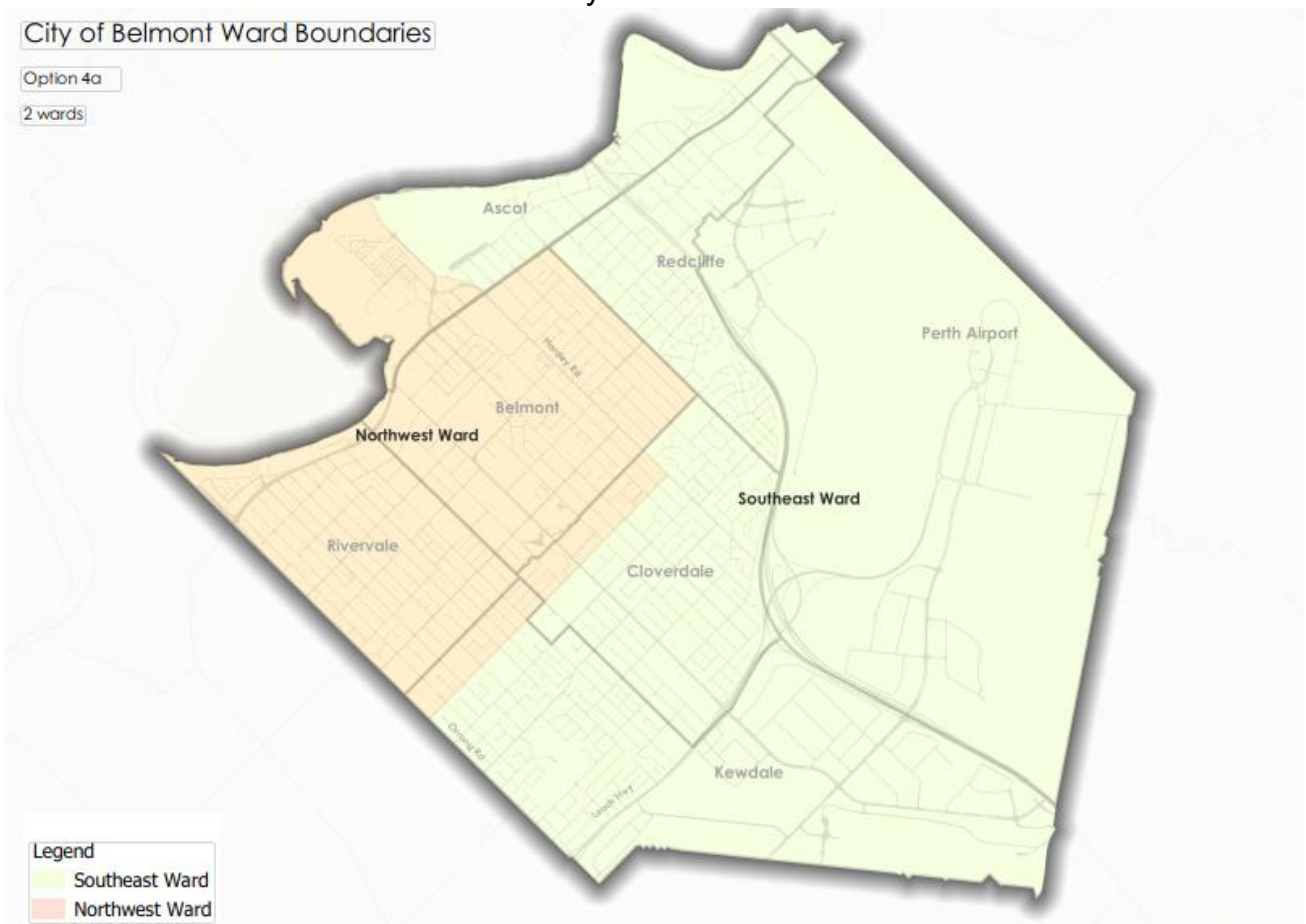 City of Belmont Ward Boundaries
Option 4a
2 wards
Ascot
Redcliffe
Perth Airport
Hardey Rd
Belmont
Northwest Ward
Southeast Ward
Rivervale
Cloverdale
Orrong Rd
Kewdale
Leach Hwy
Legend
Southeast Ward
Northwest Ward